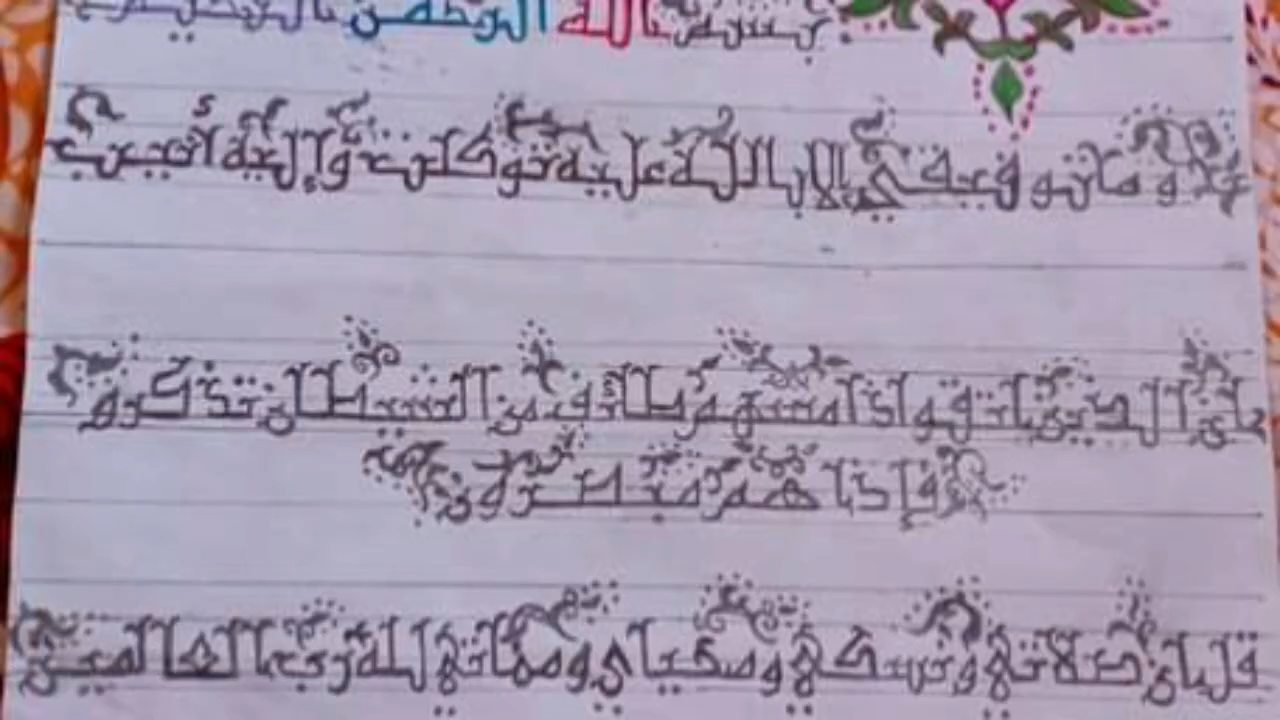 بسم الله الرحمن الرحيم
وما توفيقي إلا بالله عليه توكلت وإليه أنيب
إن الذين اتقوا إذا مسهم طائف من الشيطان تذكروا
فإذا هم مبصرون
قل إن صلاتي ونسكي ومحياي ومماتي لله رب العالمين